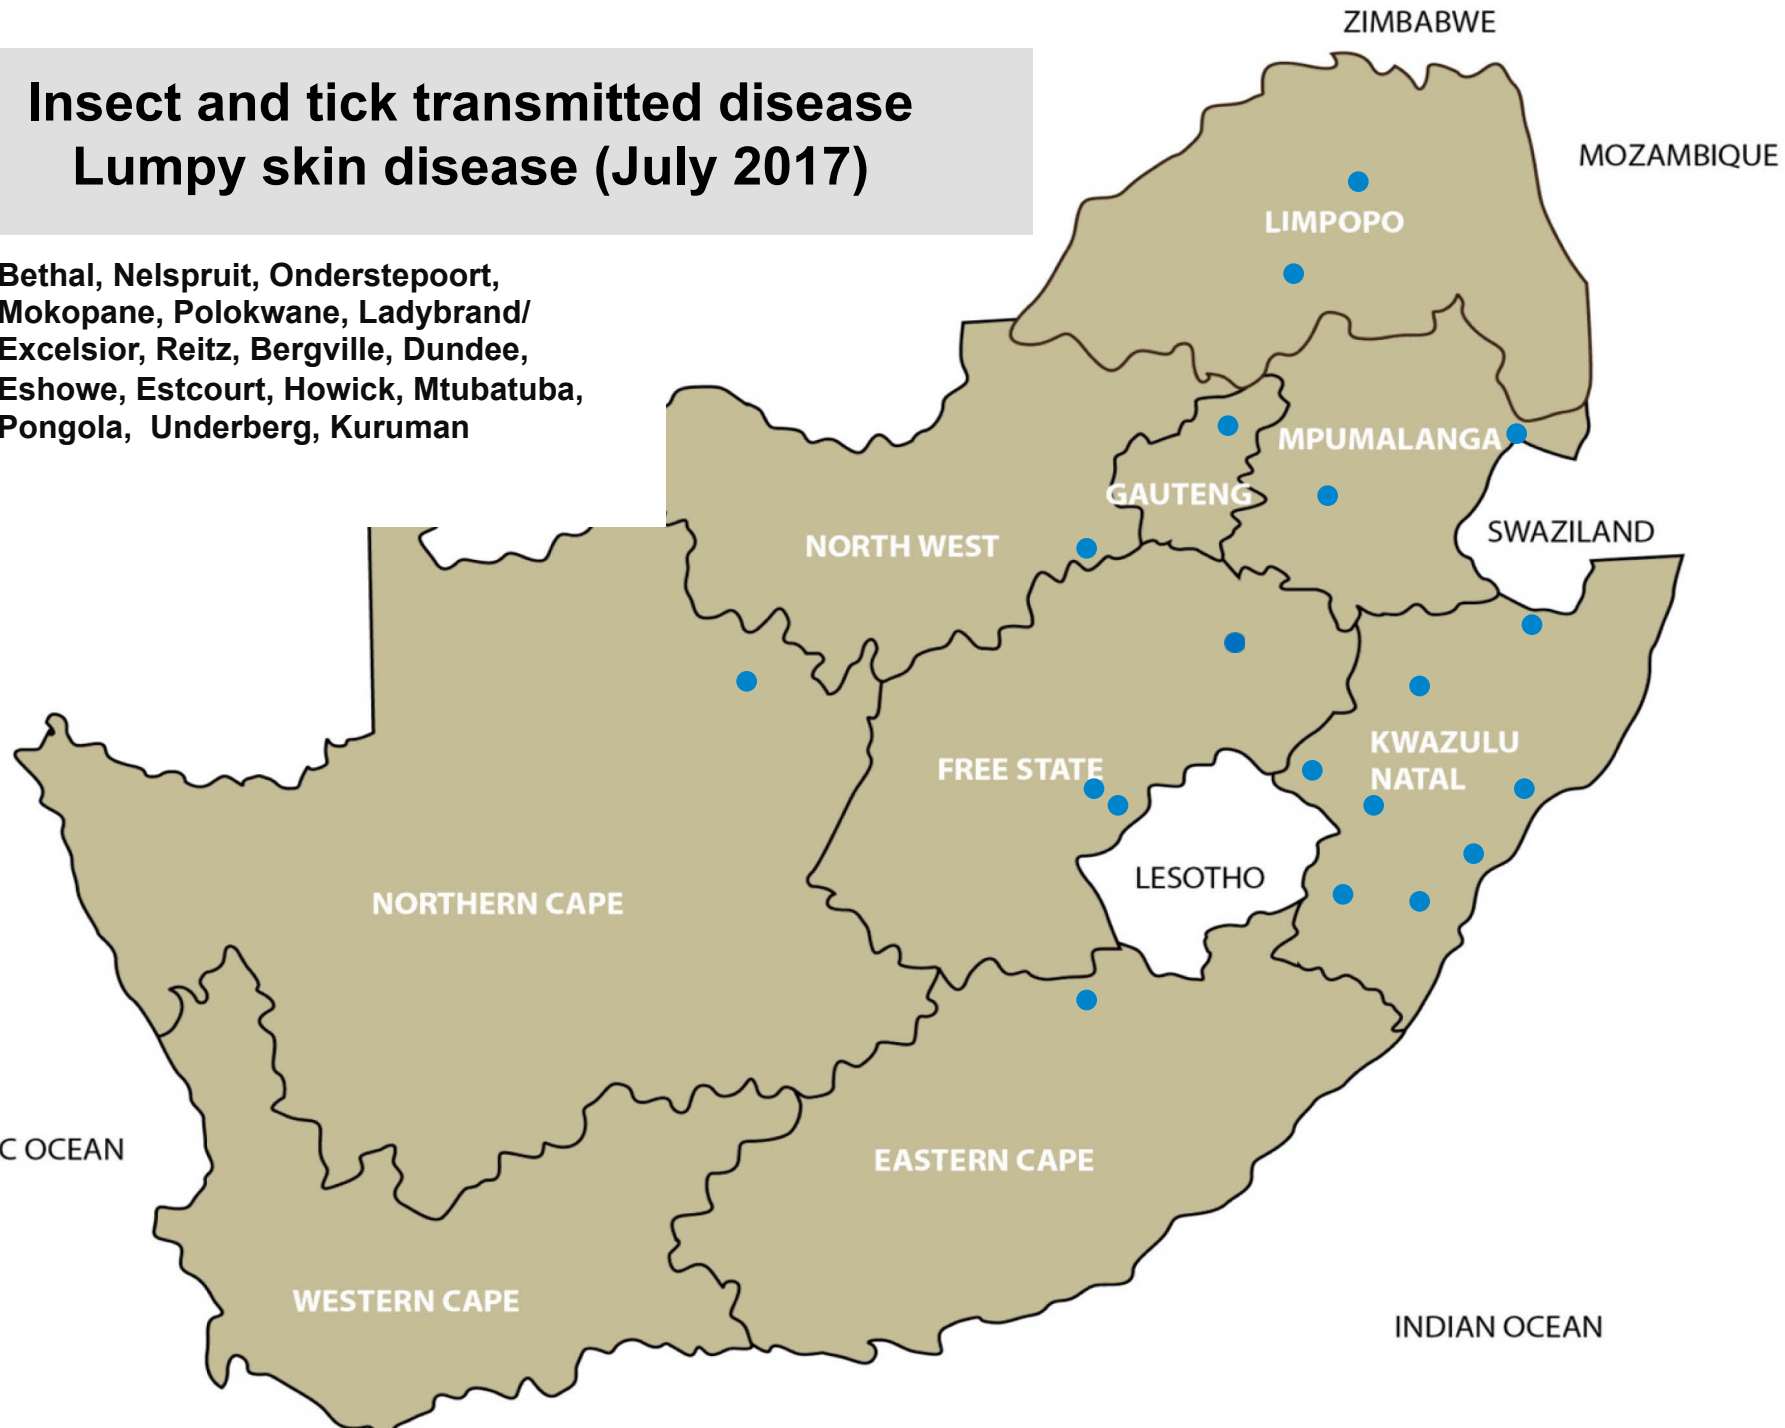 ZIMBABWE
Insect and tick transmitted disease
Lumpy skin disease (July 2017)
MOZAMBIQUE
LIMPOPO
Bethal, Nelspruit, Onderstepoort,
Mokopane, Polokwane, Ladybrand/
Excelsior, Reitz, Bergville, Dundee,
Eshowe, Estcourt, Howick, Mtubatuba,
Pongola, Underberg, Kuruman
MPUMALANGA
GAUTENG
NORTH WEST
SWAZILAND
KWAZULU
NATAL
FREE STATE
LESOTHO
NORTHERN CAPE
C OCEAN
EASTERN CAPE
WESTERN CAPE
INDIAN OCEAN